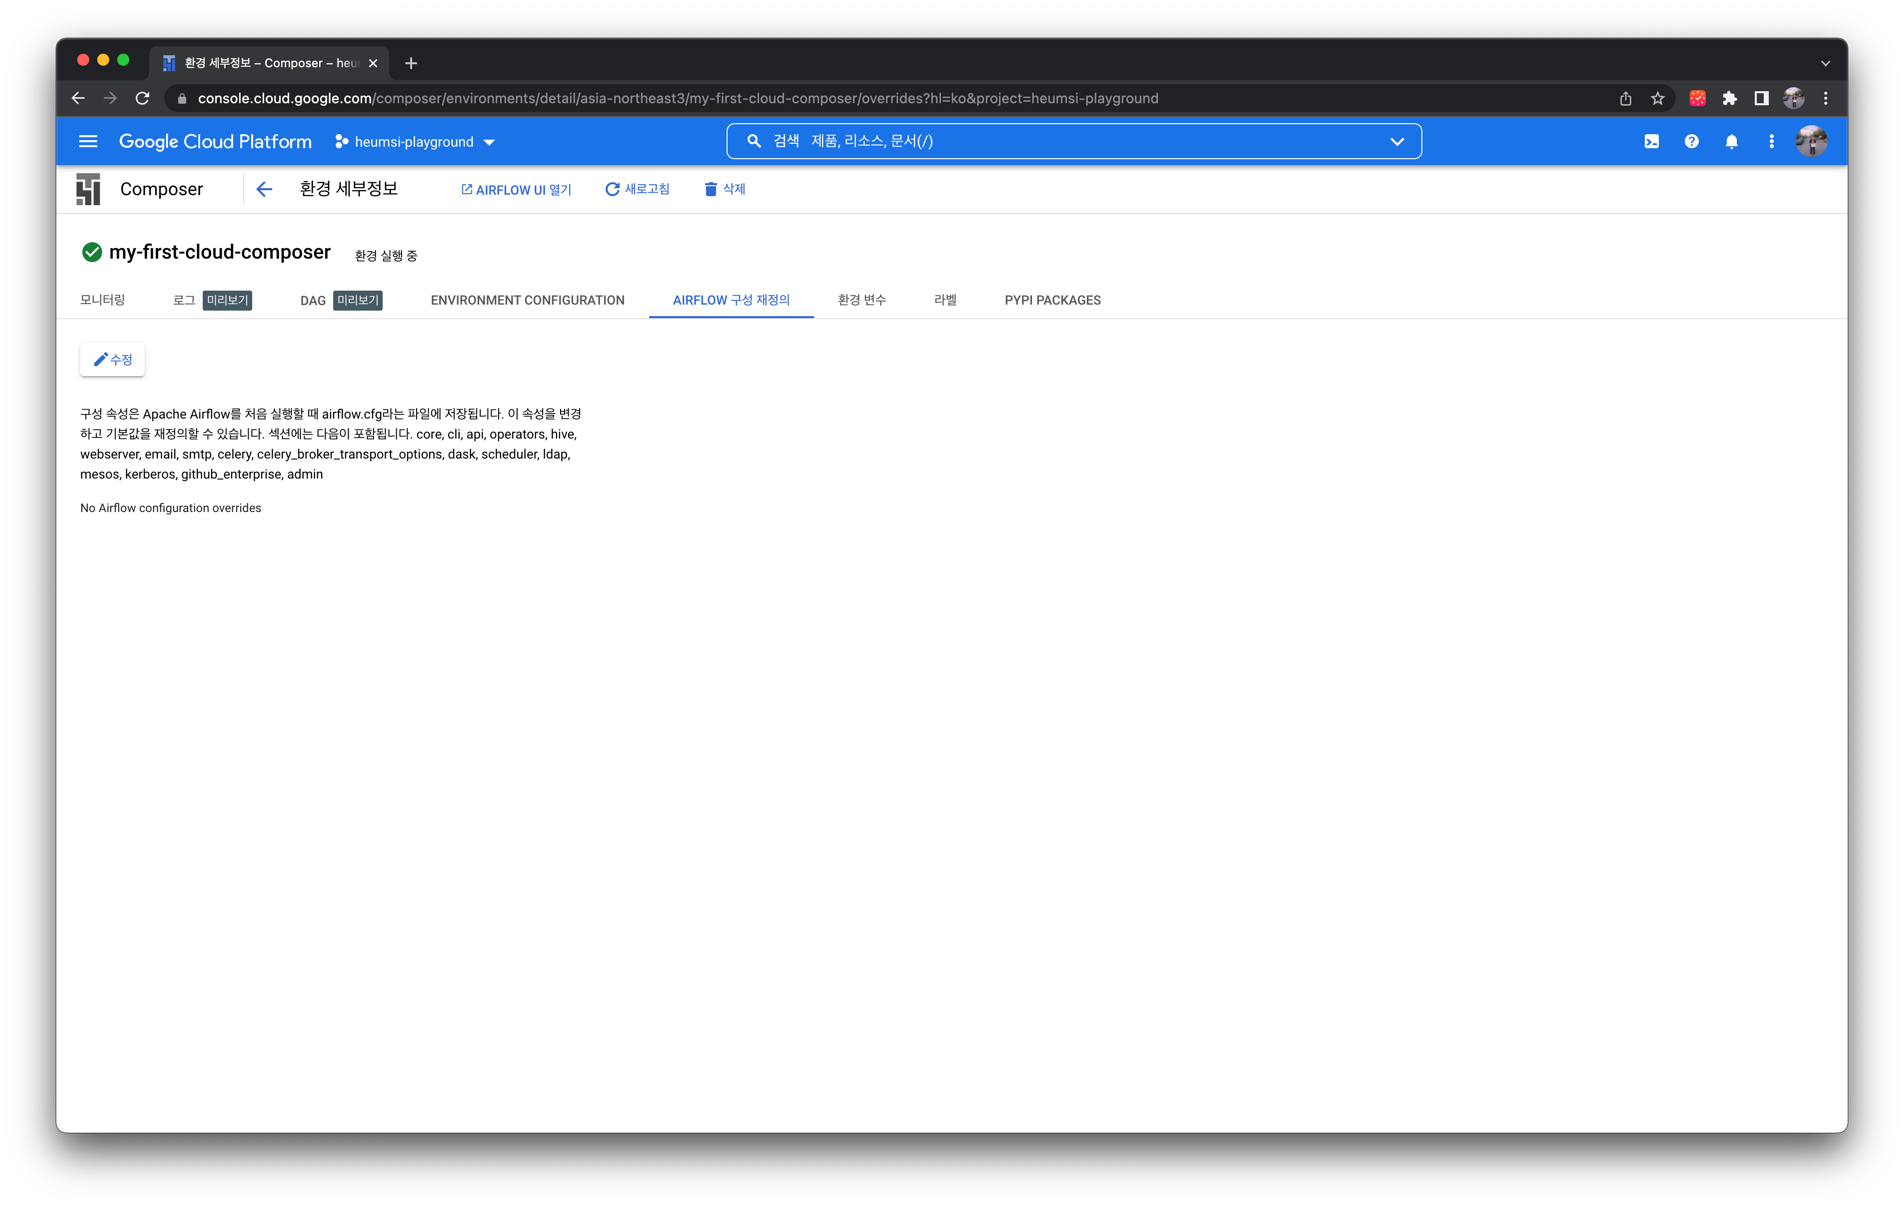 환경 세부정보 – Composer – heu
console.cloud.google.com/composer/environments/detail/asia-northeast3/my-first-cloud-composer/overrides?hl=ko&project=heumsi-playground
Google Cloud Platform heumsi-playground 검색 제품, 리소스, 문서(/)
Composer 환경 세부정보 AIRFLOW UI 열기 새로고침 삭제
my-first-cloud-composer 환경 실행 중
모니터링 로그 미리보기 DAG 미리보기 ENVIRONMENT CONFIGURATION AIRFLOW 구성 재정의 환경 변수 라벨 PYPI PACKAGES
수정
구성 속성은 Apache Airflow를 처음 실행할 때 airflow.cfg라는 파일에 저장됩니다. 이 속성을 변경
하고 기본값을 재정의할 수 있습니다. 섹션에는 다음이 포함됩니다. core, cli, api, operators, hive,
webserver, email, smtp, celery, celery_broker_transport_options, dask, scheduler, ldap,
mesos, kerberos, github_enterprise, admin
No Airflow configuration overrides